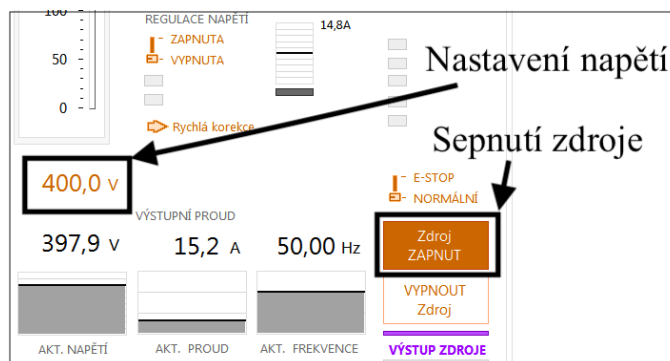 100
REGULACE NAPĚTÍ
ZAPNUTA
VYPNUTA
14,8A
50
0
Rychlá korekce
Nastavení napětí
Sepnutí zdroje
400,0 V
E-STOP
NORMÁLNÍ
VÝSTUPNÍ PROUD
397,9 V
15,2 A
50,00 Hz
Zdroj
ZAPNUT
VYPNOUT
Zdroj
AKT. NAPĚTÍ
AKT. PROUD
AKT. FREKVENCE
VÝSTUP ZDROJE